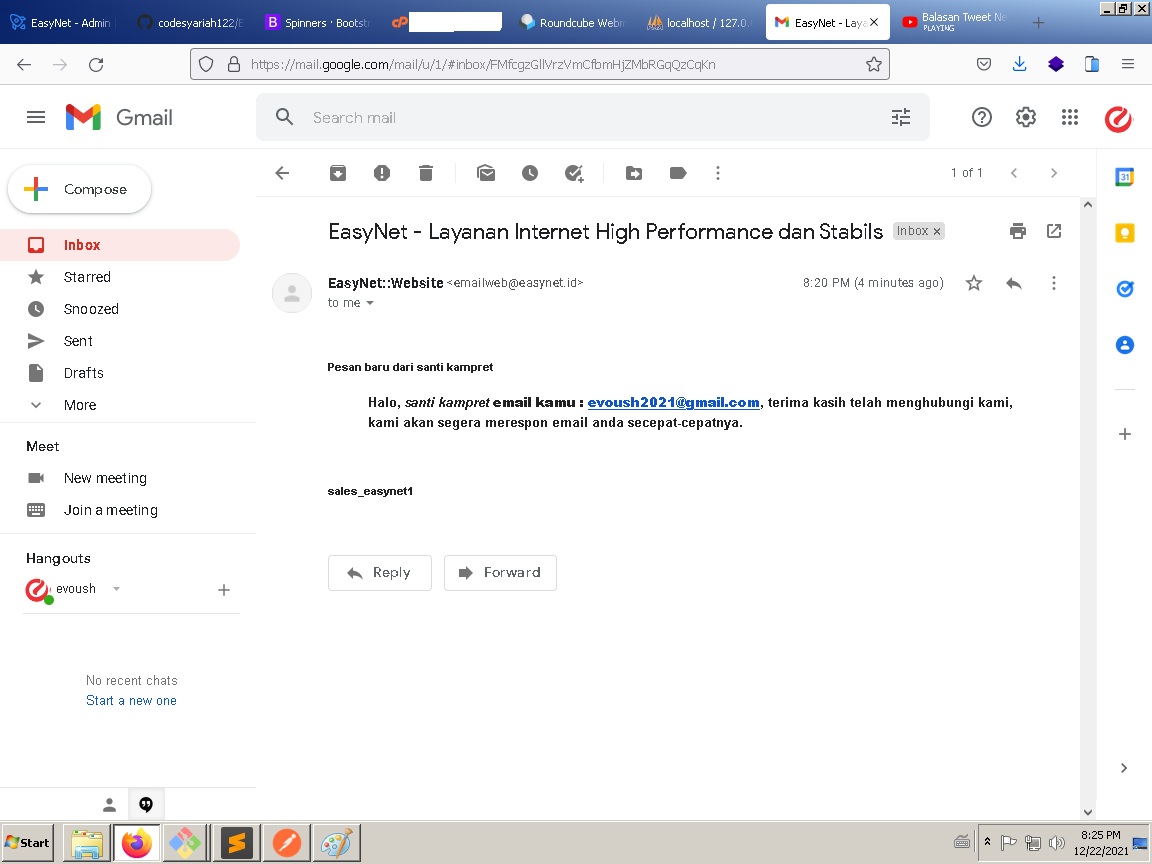 EasyNet - Admin
codesyariah122/E
Spinners · Bootst
cP
Roundcube Webm
localhost / 127.0.
EasyNet - Laya
Balasan Tweet Ne
PLAYING
https://mail.google.com/mail/u/1/#inbox/FMfcgzGllVrzVmCfbmHjZMbRGqQzCqKn
Gmail
Search mail
Compose
1 of 1
31
Inbox
Starred
Snoozed
Sent
Drafts
More
Meet
New meeting
Join a meeting
Hangouts
evoush
No recent chats
Start a new one
EasyNet - Layanan Internet High Performance dan Stabils Inbox x
EasyNet::Website <emailweb@easynet.id> 8:20 PM (4 minutes ago)
to me
Pesan baru dari santi kampret
Halo, santi kampret email kamu : evoush2021@gmail.com, terima kasih telah menghubungi kami,
kami akan segera merespon email anda secepat-cepatnya.
sales_easynet1
Reply Forward
Start
8:25 PM
12/22/2021